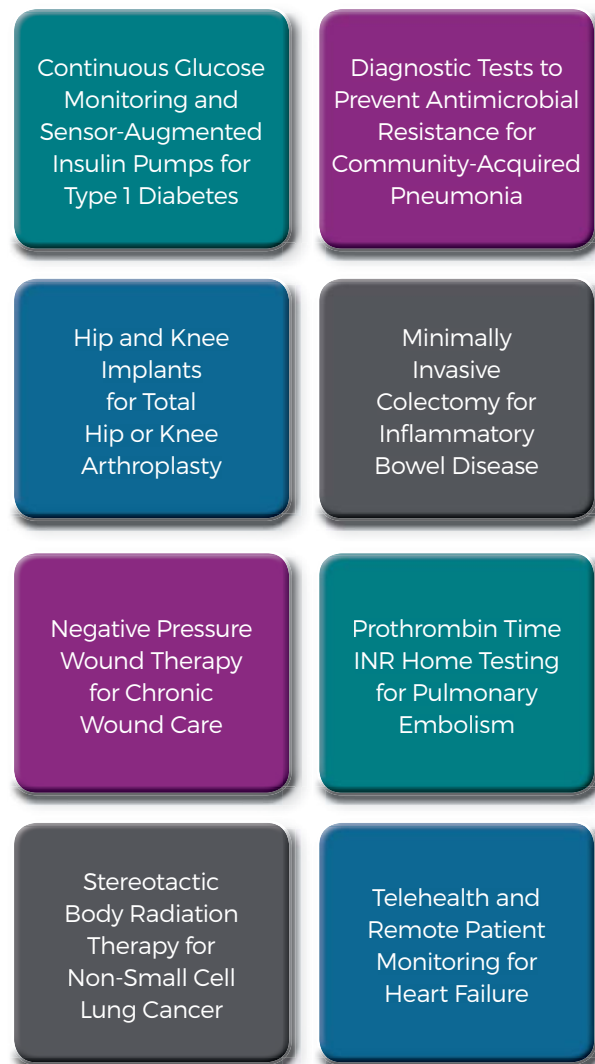 Continuous Glucose
Monitoring and
Sensor-Augmented
Insulin Pumps for
Type 1 Diabetes
Diagnostic Tests to
Prevent Antimicrobial
Resistance for
Community-Acquired
Pneumonia
Hip and Knee
Implants
for Total
Hip or Knee
Arthroplasty
Minimally
Invasive
Colectomy for
Inflammatory
Bowel Disease
Negative Pressure
Wound Therapy
for Chronic
Wound Care
Prothrombin Time
INR Home Testing
for Pulmonary
Embolism
Stereotactic
Body Radiation
Therapy for
Non-Small Cell
Lung Cancer
Telehealth and
Remote Patient
Monitoring for
Heart Failure